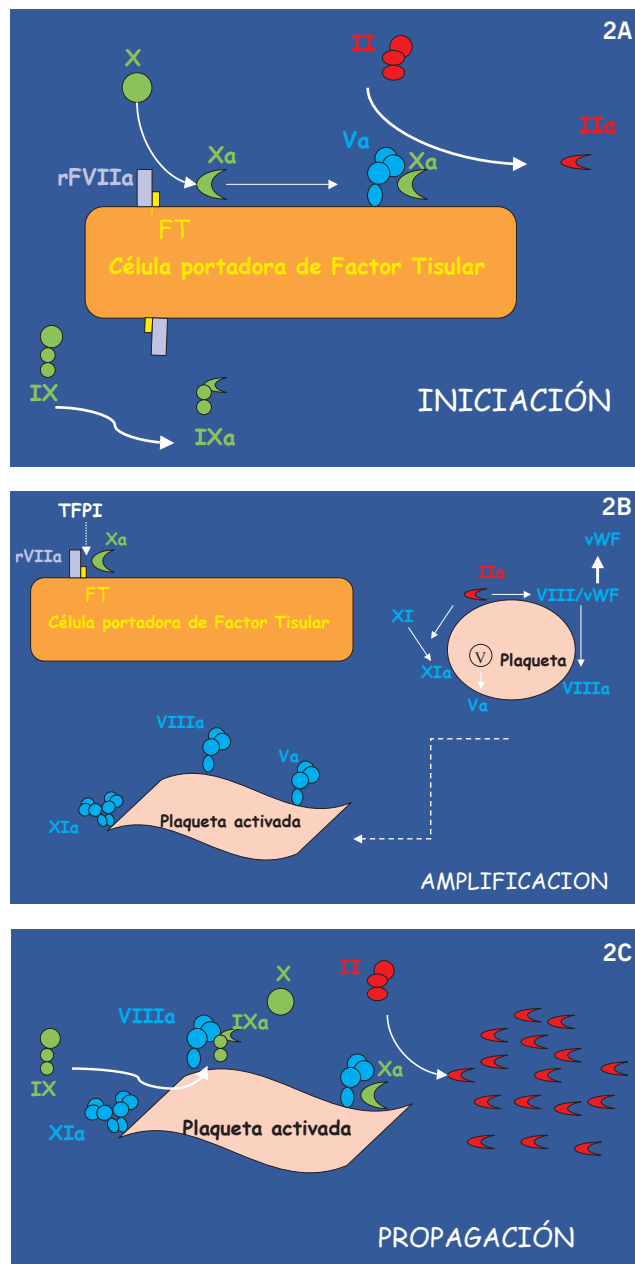 2A
X
II
IIa
Va
Xa
Xa
rFVIIa
FT
Célula portadora de Factor Tisular
IX
IXa
INICIACIÓN
2B
TFPI
vWF
Xa
rVIIa
IIa
VIII/vWF
FT
XI
Célula portadora de Factor Tisular
V
Plaqueta
XIa
VIIIa
Va
VIIIa
Va
Plaqueta activada
XIa
AMPLIFICACION
2C
II
X
VIIIa
IXa
Xa
IX
XIa
Plaqueta activada
PROPAGACIÓN